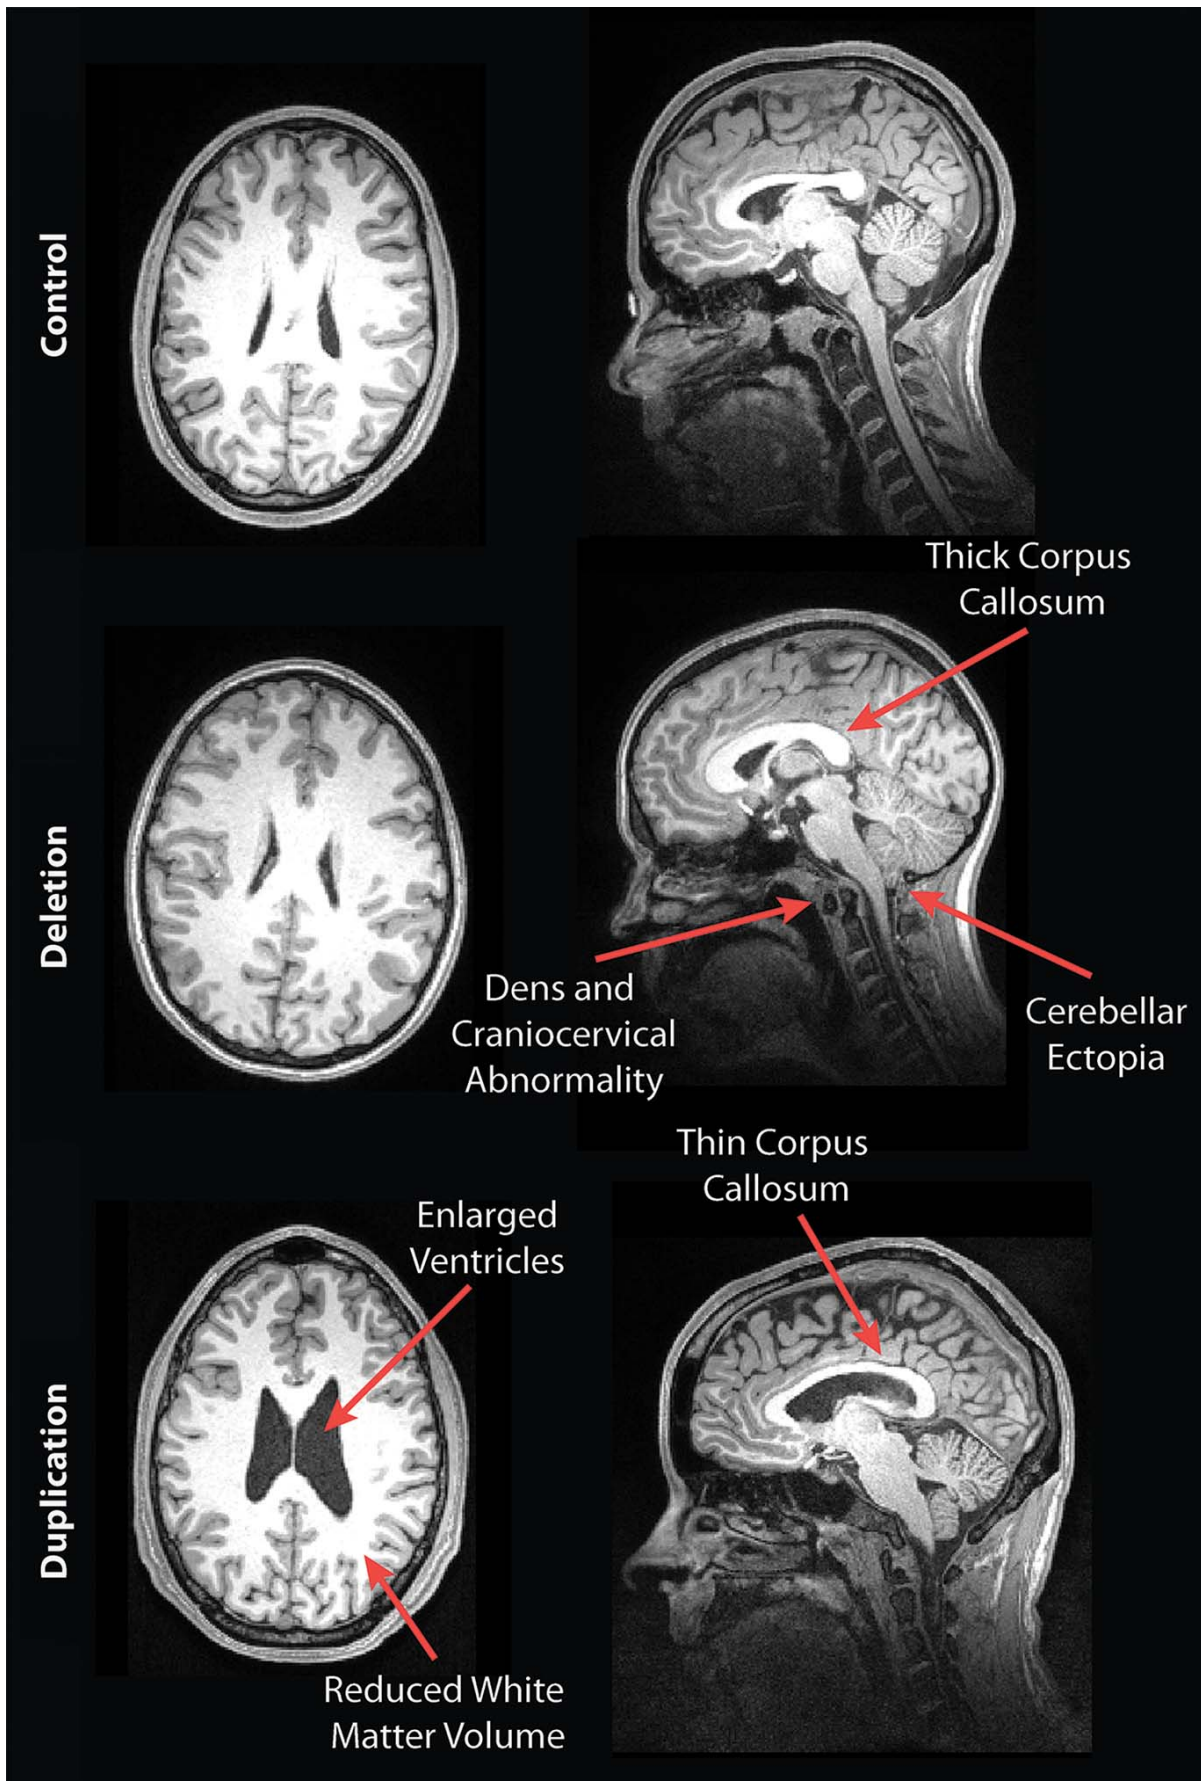 Control
Thick Corpus
Callosum
Deletion
Dens and
Craniocervical
Abnormality
Cerebellar
Ectopia
Thin Corpus
Callosum
Enlarged
Ventricles
Duplication
Reduced White
Matter Volume